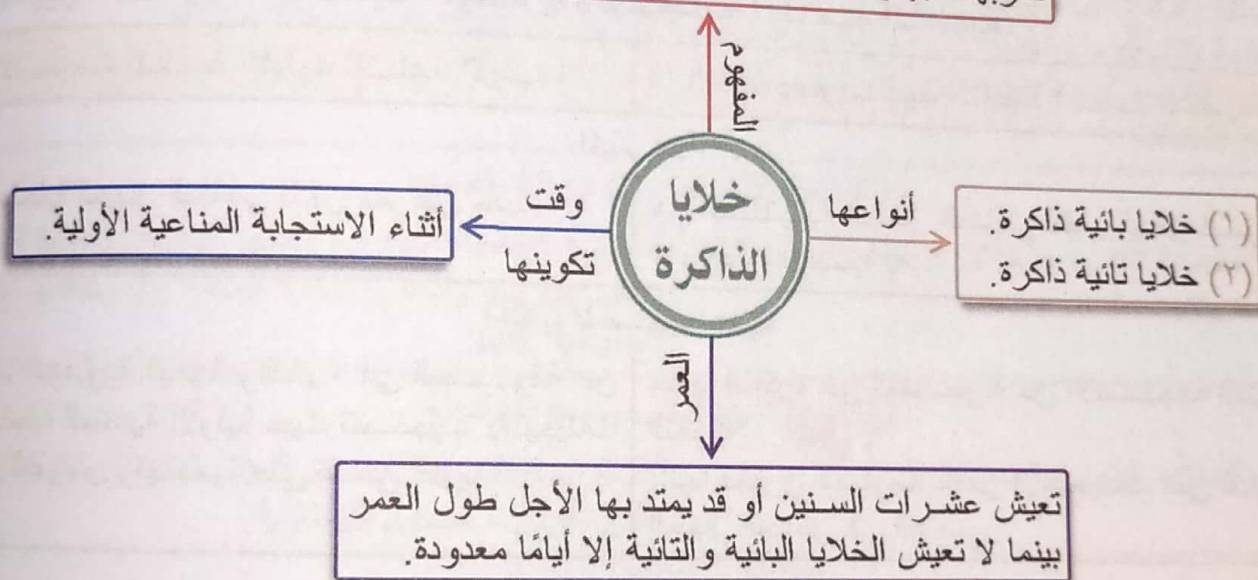 المفهوم
خلايا
الذاكرة
أنواعها
(١) خلايا بائية ذاكرة.
(٢) خلايا تائية ذاكرة.
وقت
تكوينها
أثناء الاستجابة المناعية الأولية.
العمر
تعيش عشرات السنين أو قد يمتد بها الأجل طول العمر
بينما لا تعيش الخلايا البائية والتائية إلا أيامًا معدودة.